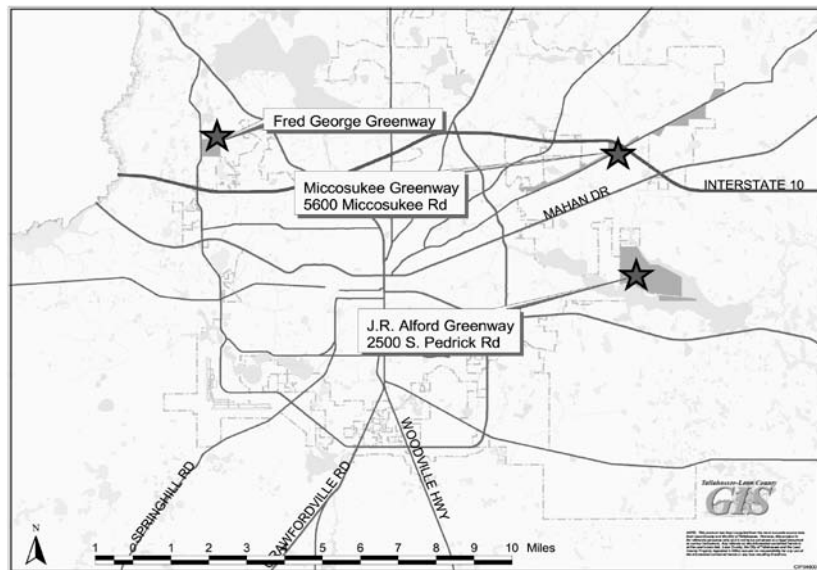 Fred George Greenway
Miccosukee Greenway
5600 Miccosukee Rd
INTERSTATE 10
MAHAN DR
J.R. Alford Greenway
2500 S. Pedrick Rd
SPRINGHILL RD
CRAWFORDVILLE RD
WOODVILLE HWY
Tallahassee-Leon County
GIS
N
1 0 1 2 3 4 5 6 7 8 9 10 Miles